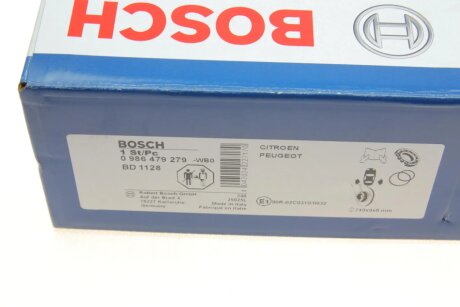 BOSCH
BOSCH
1 St/Pc
0 986 479 279 -WB0
BD 1128
CITROEN
PEUGEOT
Robert Bosch GmbH
Auf der Breit 4
76227 Karlsruhe
Germany
Made in Italy
Fabriqué en Italie
E1